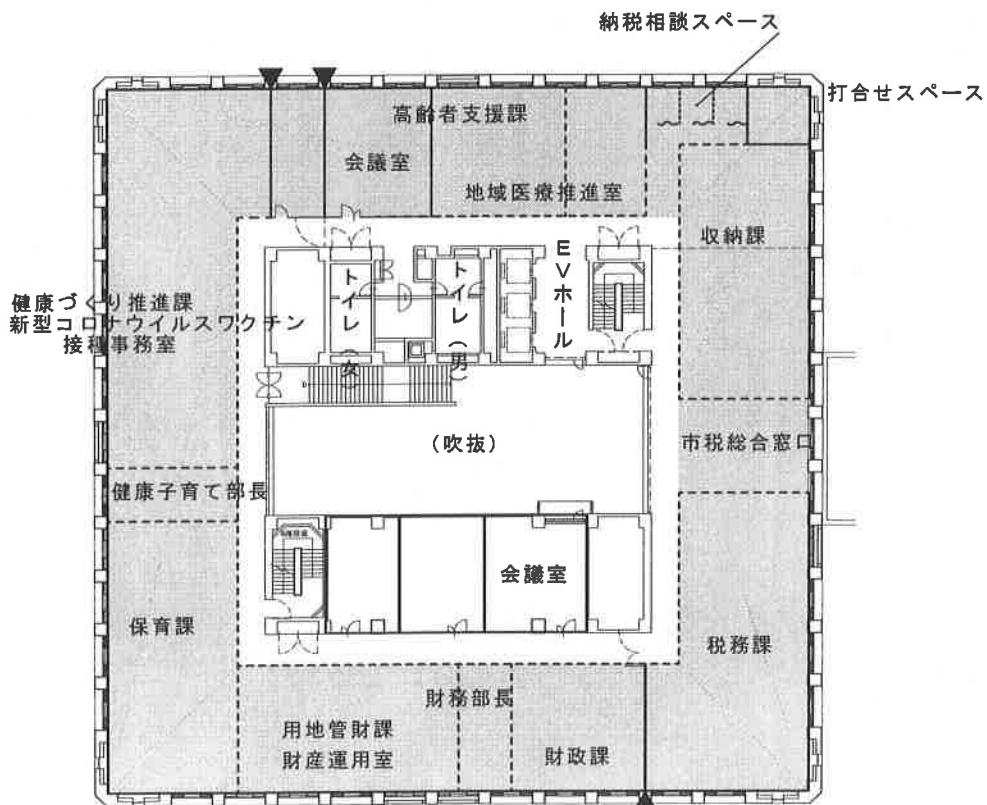 納税相談スペース
打合せスペース
高齢者支援課
会議室
地域医療推進室
収納課
EVホール
トイレ(女)
トイレ(男)
健康づくり推進課
新型コロナウイルスワクチン
接種事務室
(吹抜)
市税総合窓口
健康子育て部長
会議室
保育課
税務課
財務部長
用地管財課
財産運用室
財政課